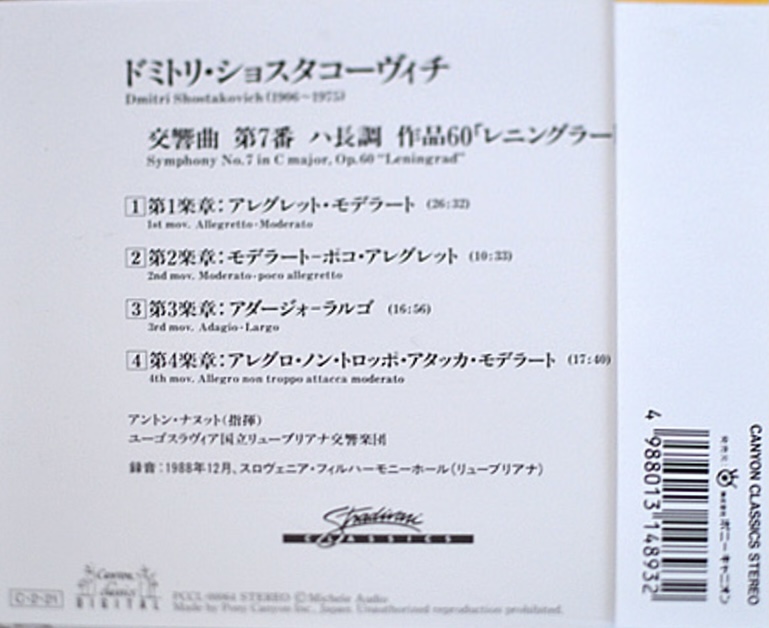 ドミトリ・ショスタコーヴィチ
Dmitri Shostakovich (1906–1975)
交響曲 第7番 ハ長調 作品60「レニングラー
Symphony No.7 in C major, Op.60 "Leningrad"
1 第1楽章：アレグレット・モデラート (26:32)
1st mov. Allegretto-Moderato
2 第2楽章：モデラート－ポコ・アレグレット (10:33)
2nd mov. Moderato-poco allegretto
3 第3楽章：アダージォ－ラルゴ (16:56)
3rd mov. Adagio-Largo
4 第4楽章：アレグロ・ノン・トロッポ・アタッカ・モデラート (17:40)
4th mov. Allegro non troppo attacca moderato
アントン・ナヌット（指揮）
ユーゴスラヴィア国立リューブリアナ交響楽団
録音：1988年12月、スロヴェニア・フィルハーモニーホール（リューブリアナ）
Stradivari
CLASSICS
C-2-21
Canyon Classics
DIGITAL
STEREO Ⓒ Michele Audio
Made by Pony Canyon Inc., Japan. Unauthorized reproduction prohibited.
CANYON CLASSICS STEREO
発売元
株式会社 ポニーキャニオン
4 988013 148932